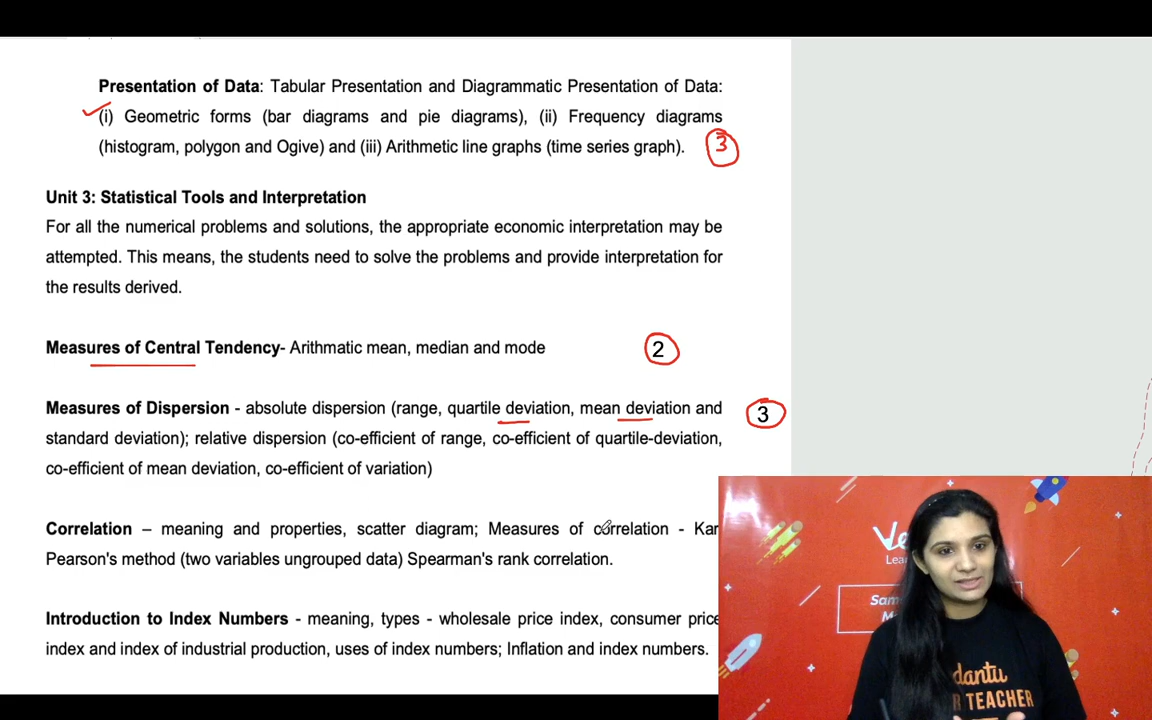 Presentation of Data: Tabular Presentation and Diagrammatic Presentation of Data:
(i) Geometric forms (bar diagrams and pie diagrams), (ii) Frequency diagrams
(histogram, polygon and Ogive) and (iii) Arithmetic line graphs (time series graph).
3
Unit 3: Statistical Tools and Interpretation
For all the numerical problems and solutions, the appropriate economic interpretation may be
attempted. This means, the students need to solve the problems and provide interpretation for
the results derived.
Measures of Central Tendency- Arithmatic mean, median and mode
2
Measures of Dispersion - absolute dispersion (range, quartile deviation, mean deviation and
3
standard deviation); relative dispersion (co-efficient of range, co-efficient of quartile-deviation,
co-efficient of mean deviation, co-efficient of variation)
Correlation – meaning and properties, scatter diagram; Measures of correlation - Kar
Pearson's method (two variables ungrouped data) Spearman's rank correlation.
Introduction to Index Numbers - meaning, types - wholesale price index, consumer price
index and index of industrial production, uses of index numbers; Inflation and index numbers.
Ve
Lea
Sam
M
dantu
R TEACHER